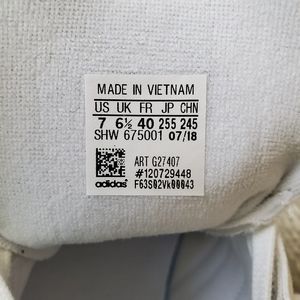 MADE IN VIETNAM
US UK FR JP CHN
7 6½ 40 255 245
SHW 675001 07/18
ART G27407
#120729448
adidas F63S02Vk00043